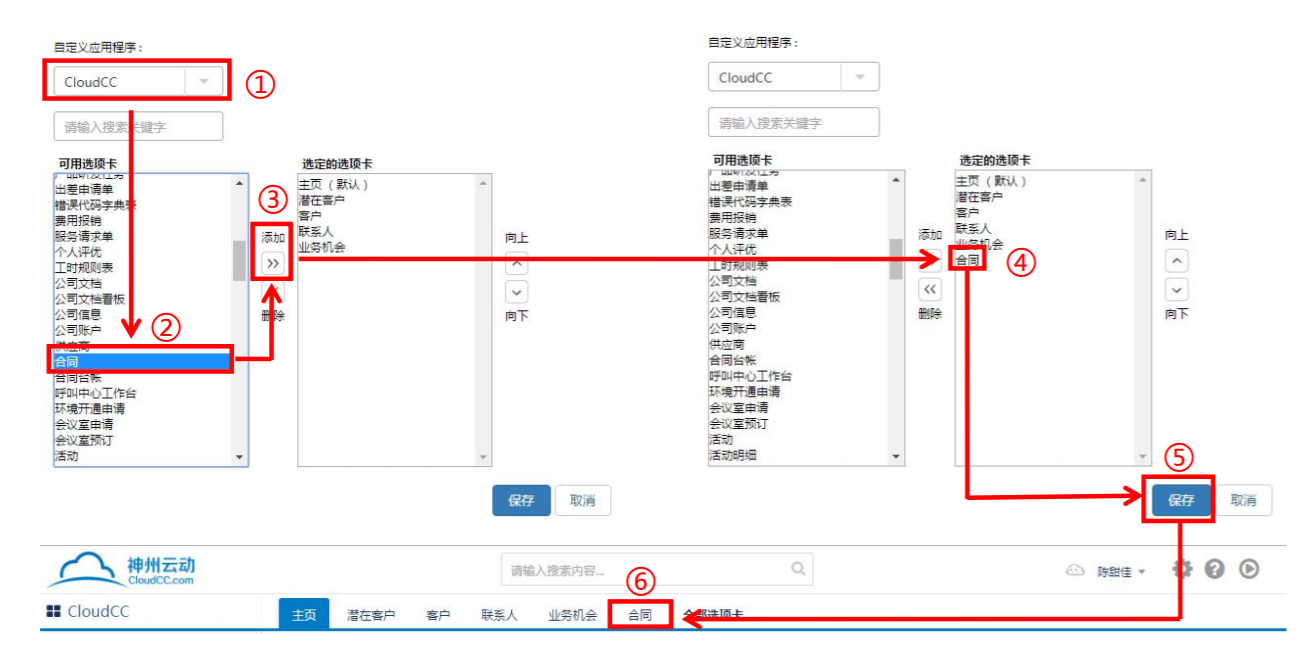 自定义应用程序：
CloudCC
①
请输入搜索关键字
可用选项卡
产品研发任务
出差申请单
错误代码字典表
费用报销
服务请求单
个人评优
工时规则表
公司文档
公司文档看板
公司信息
公司账户
②
供应商
合同
合同台帐
呼叫中心工作台
环境开通申请
会议室申请
会议室预订
活动
③
添加
>>
删除
选定的选项卡
主页（默认）
潜在客户
客户
联系人
业务机会
向上
向下
保存
取消
自定义应用程序：
CloudCC
请输入搜索关键字
可用选项卡
产品研发任务
出差申请单
错误代码字典表
费用报销
服务请求单
个人评优
工时规则表
公司文档
公司文档看板
公司信息
公司账户
供应商
合同台帐
呼叫中心工作台
环境开通申请
会议室申请
会议室预订
活动
活动明细
添加
<<
删除
选定的选项卡
主页（默认）
潜在客户
客户
联系人
业务机会
合同
④
向上
向下
⑤
保存
取消
神州云动
CloudCC.com
请输入搜索内容...
⑥
陈甜佳
CloudCC
主页 潜在客户 客户 联系人 业务机会 合同 全部选项卡